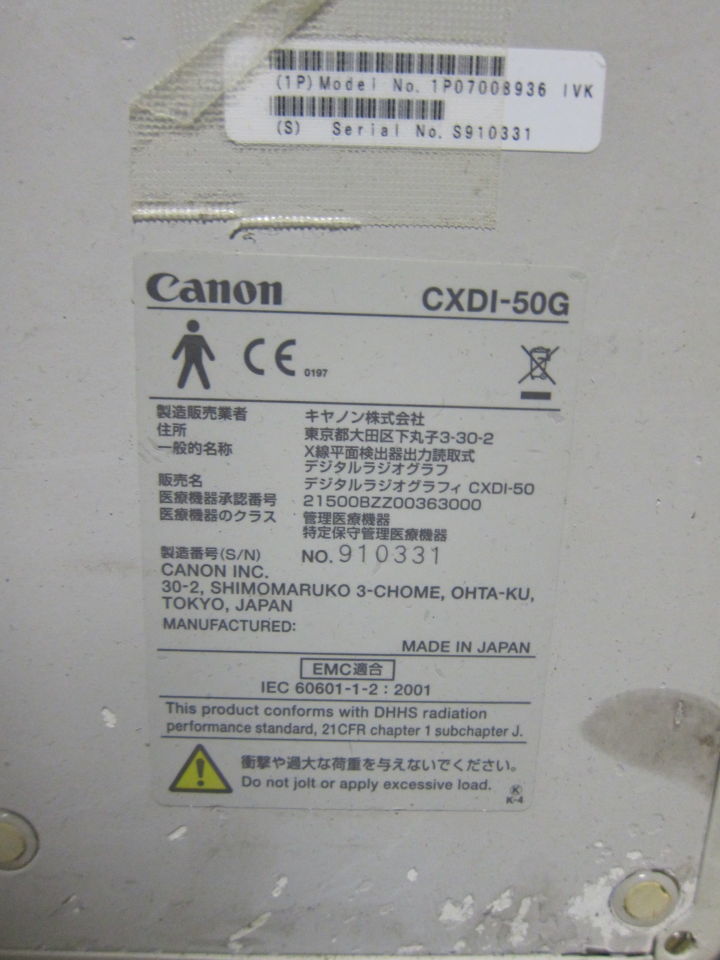 (1P)Model No. 1P07008936 IVK
(S) Serial No. S910331
Canon CXDI-50G
CE 0197
製造販売業者 キヤノン株式会社
住所 東京都大田区下丸子3-30-2
一般的名称 X線平面検出器出力読取式
デジタルラジオグラフ
販売名 デジタルラジオグラフィ CXDI-50
医療機器承認番号 21500BZZ00363000
医療機器のクラス 管理医療機器
特定保守管理医療機器
製造番号(S/N) NO. 910331
CANON INC.
30-2, SHIMOMARUKO 3-CHOME, OHTA-KU,
TOKYO, JAPAN
MANUFACTURED:
MADE IN JAPAN
EMC適合
IEC 60601-1-2 : 2001
This product conforms with DHHS radiation
performance standard, 21CFR chapter 1 subchapter J.
衝撃や過大な荷重を与えないでください。
Do not jolt or apply excessive load.
K
K-4